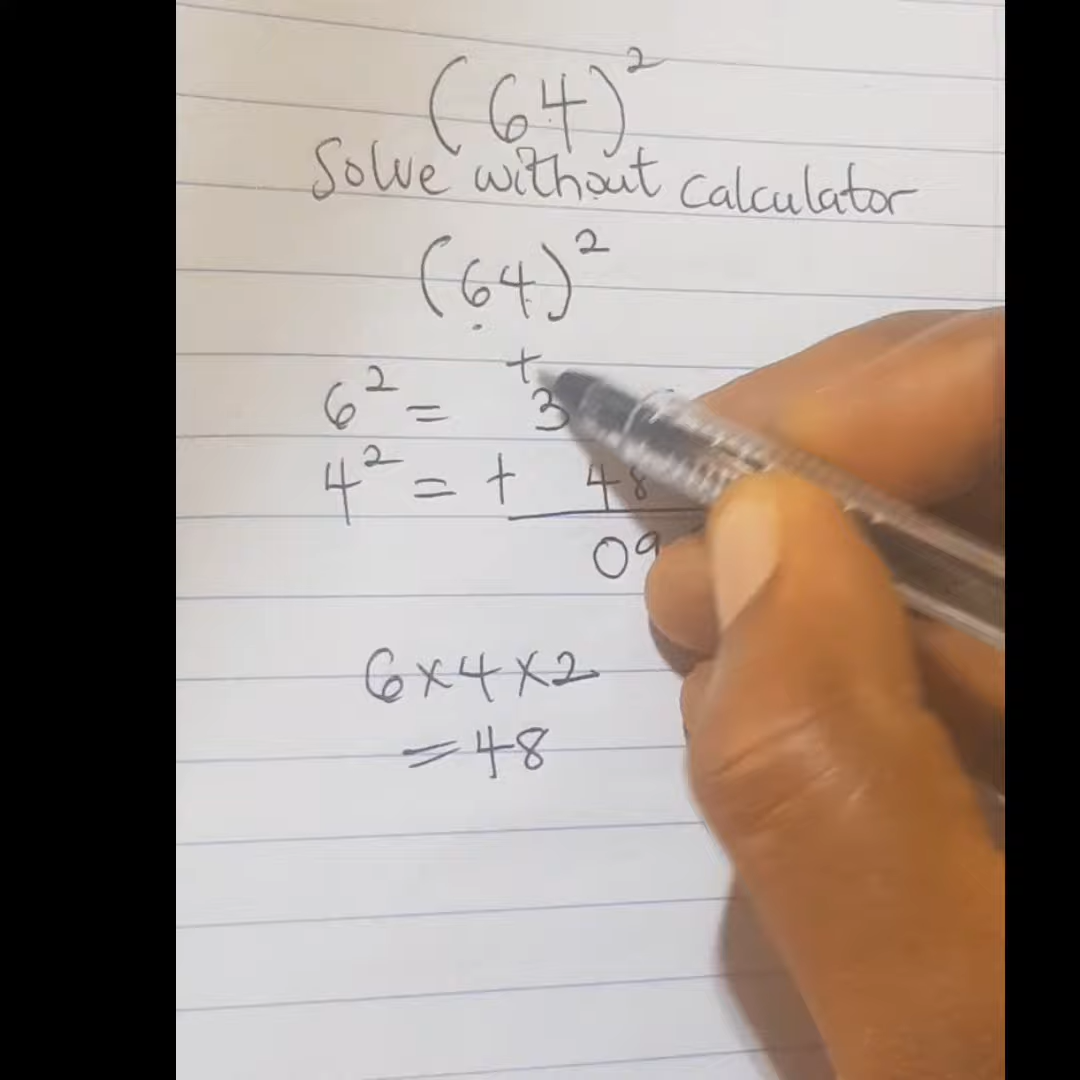 (64)²
Solve without calculator
(64)²
+
6² = 3
4² = + 48
09
6×4×2
=48